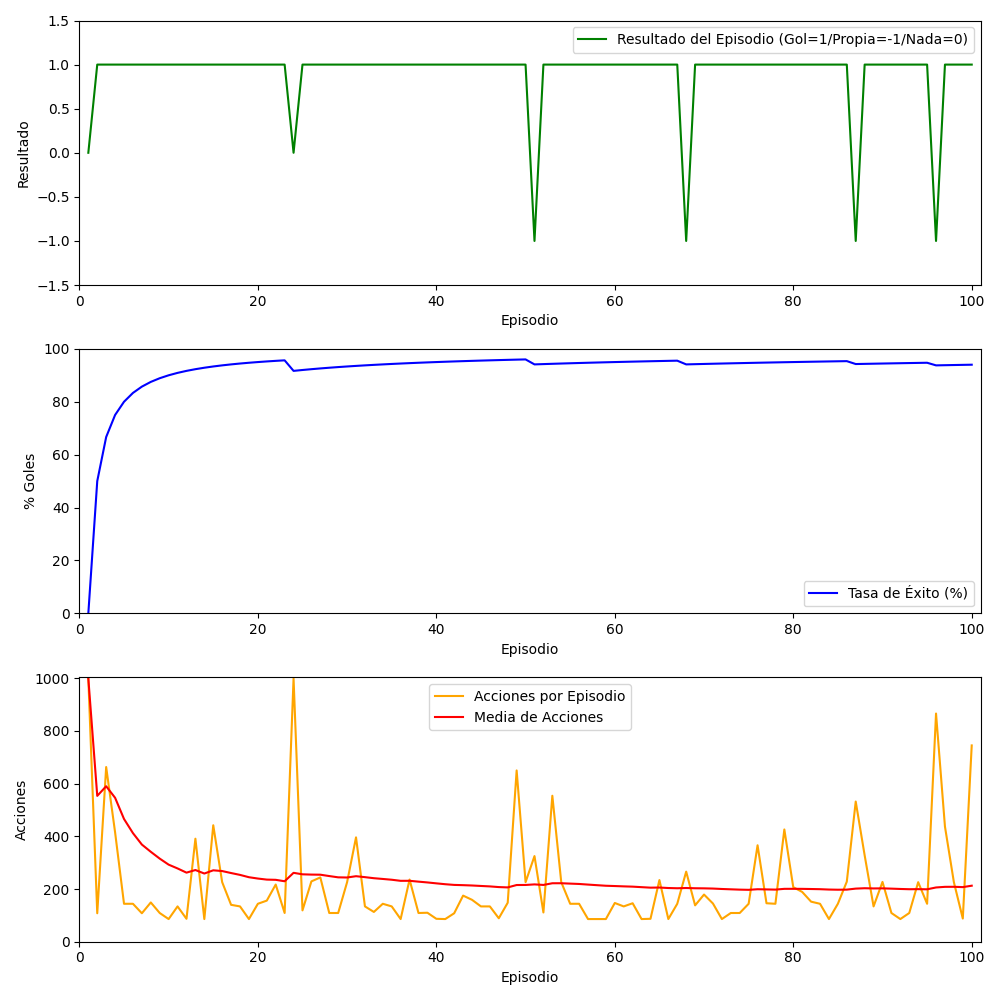 1.5
1.0
0.5
0.0
−0.5
−1.0
−1.5
Resultado
Resultado del Episodio (Gol=1/Propia=-1/Nada=0)
0 20 40 60 80 100
Episodio
100
80
60
40
20
0
% Goles
Tasa de Éxito (%)
0 20 40 60 80 100
Episodio
1000
800
600
400
200
0
Acciones
Acciones por Episodio
Media de Acciones
0 20 40 60 80 100
Episodio